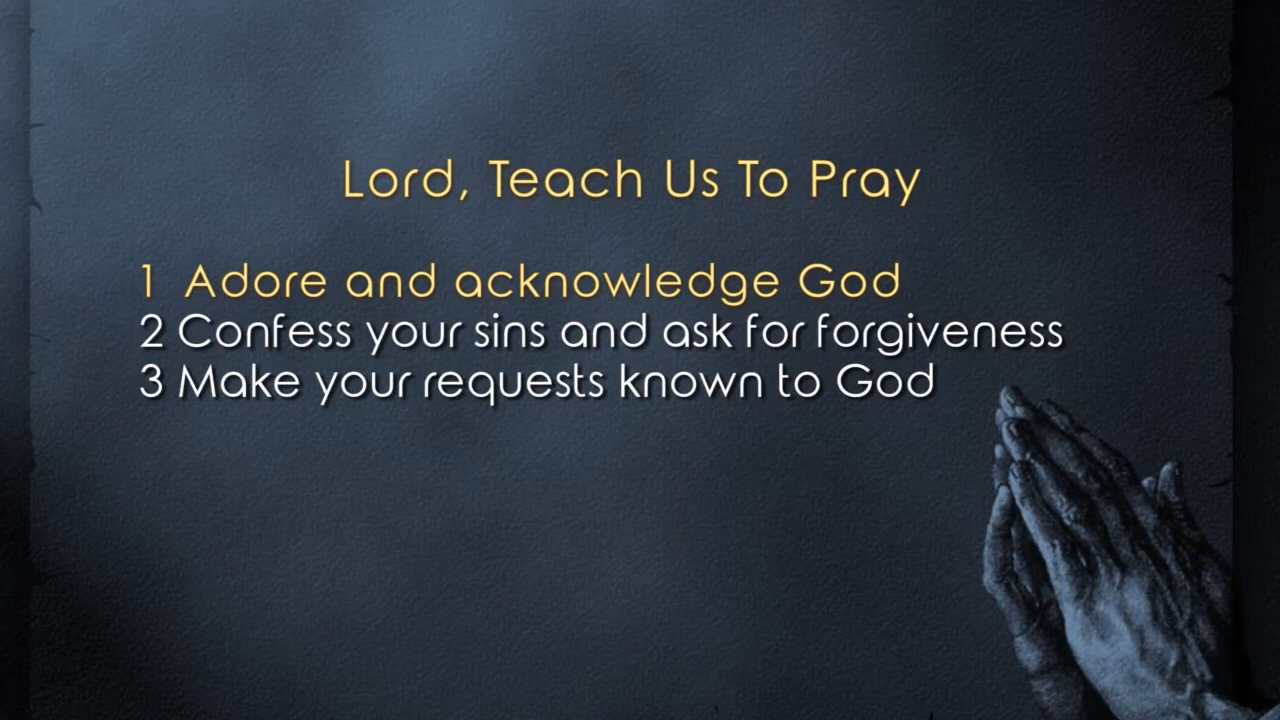 Lord, Teach Us To Pray
1 Adore and acknowledge God
2 Confess your sins and ask for forgiveness
3 Make your requests known to God